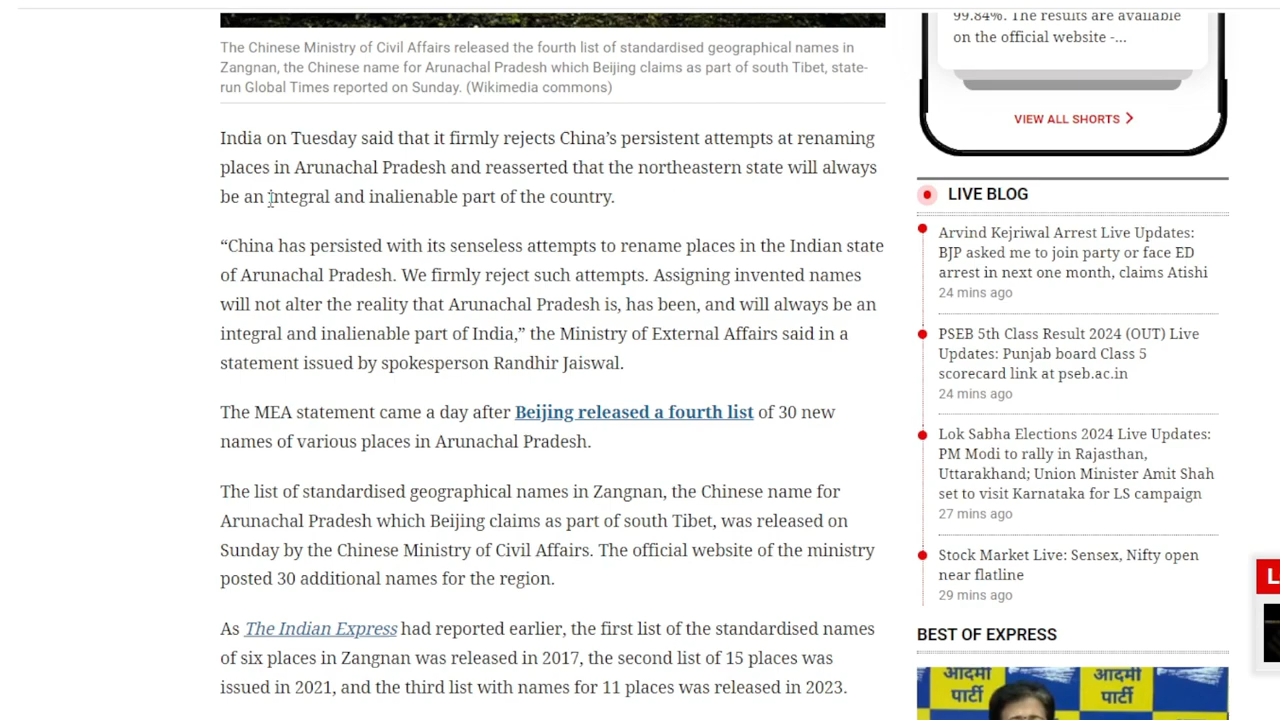 The Chinese Ministry of Civil Affairs released the fourth list of standardised geographical names in
Zangnan, the Chinese name for Arunachal Pradesh which Beijing claims as part of south Tibet, state-
run Global Times reported on Sunday. (Wikimedia commons)
India on Tuesday said that it firmly rejects China’s persistent attempts at renaming
places in Arunachal Pradesh and reasserted that the northeastern state will always
be an integral and inalienable part of the country.
“China has persisted with its senseless attempts to rename places in the Indian state
of Arunachal Pradesh. We firmly reject such attempts. Assigning invented names
will not alter the reality that Arunachal Pradesh is, has been, and will always be an
integral and inalienable part of India,” the Ministry of External Affairs said in a
statement issued by spokesperson Randhir Jaiswal.
The MEA statement came a day after Beijing released a fourth list of 30 new
names of various places in Arunachal Pradesh.
The list of standardised geographical names in Zangnan, the Chinese name for
Arunachal Pradesh which Beijing claims as part of south Tibet, was released on
Sunday by the Chinese Ministry of Civil Affairs. The official website of the ministry
posted 30 additional names for the region.
As The Indian Express had reported earlier, the first list of the standardised names
of six places in Zangnan was released in 2017, the second list of 15 places was
issued in 2021, and the third list with names for 11 places was released in 2023.
99.84%. The results are available
on the official website -...
VIEW ALL SHORTS
LIVE BLOG
Arvind Kejriwal Arrest Live Updates:
BJP asked me to join party or face ED
arrest in next one month, claims Atishi
24 mins ago
PSEB 5th Class Result 2024 (OUT) Live
Updates: Punjab board Class 5
scorecard link at pseb.ac.in
24 mins ago
Lok Sabha Elections 2024 Live Updates:
PM Modi to rally in Rajasthan,
Uttarakhand; Union Minister Amit Shah
set to visit Karnataka for LS campaign
27 mins ago
Stock Market Live: Sensex, Nifty open
near flatline
29 mins ago
BEST OF EXPRESS
आदमी आदमी
पार्टी पार्टी